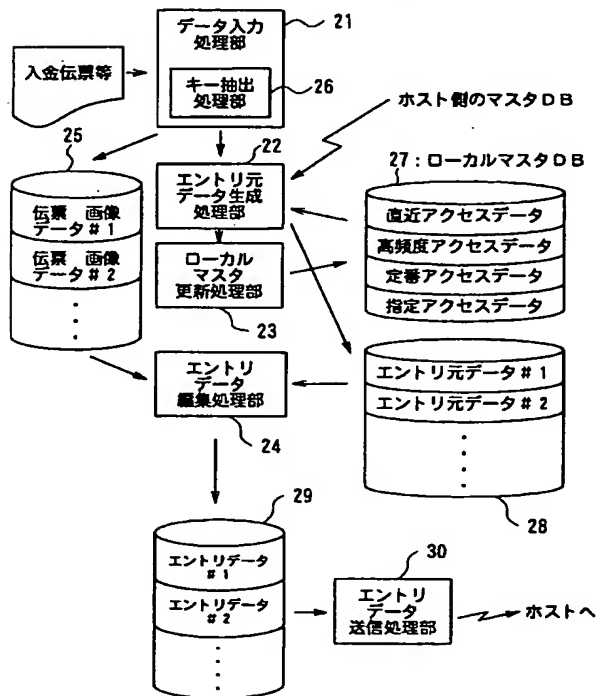 データ入力
処理部
21
入金伝票等
キー抽出
処理部
26
ホスト側のマスタDB
25
22
27:ローカルマスタDB
エントリ元
データ生成
処理部
伝票 画像
データ#1
伝票 画像
データ#2
直近アクセスデータ
高頻度アクセスデータ
定番アクセスデータ
指定アクセスデータ
ローカル
マスタ
更新処理部
23
エントリ
データ
編集処理部
24
エントリ元データ#1
エントリ元データ#2
28
29
エントリデータ
#1
エントリデータ
#2
30
エントリ
データ
送信処理部
ホストへ